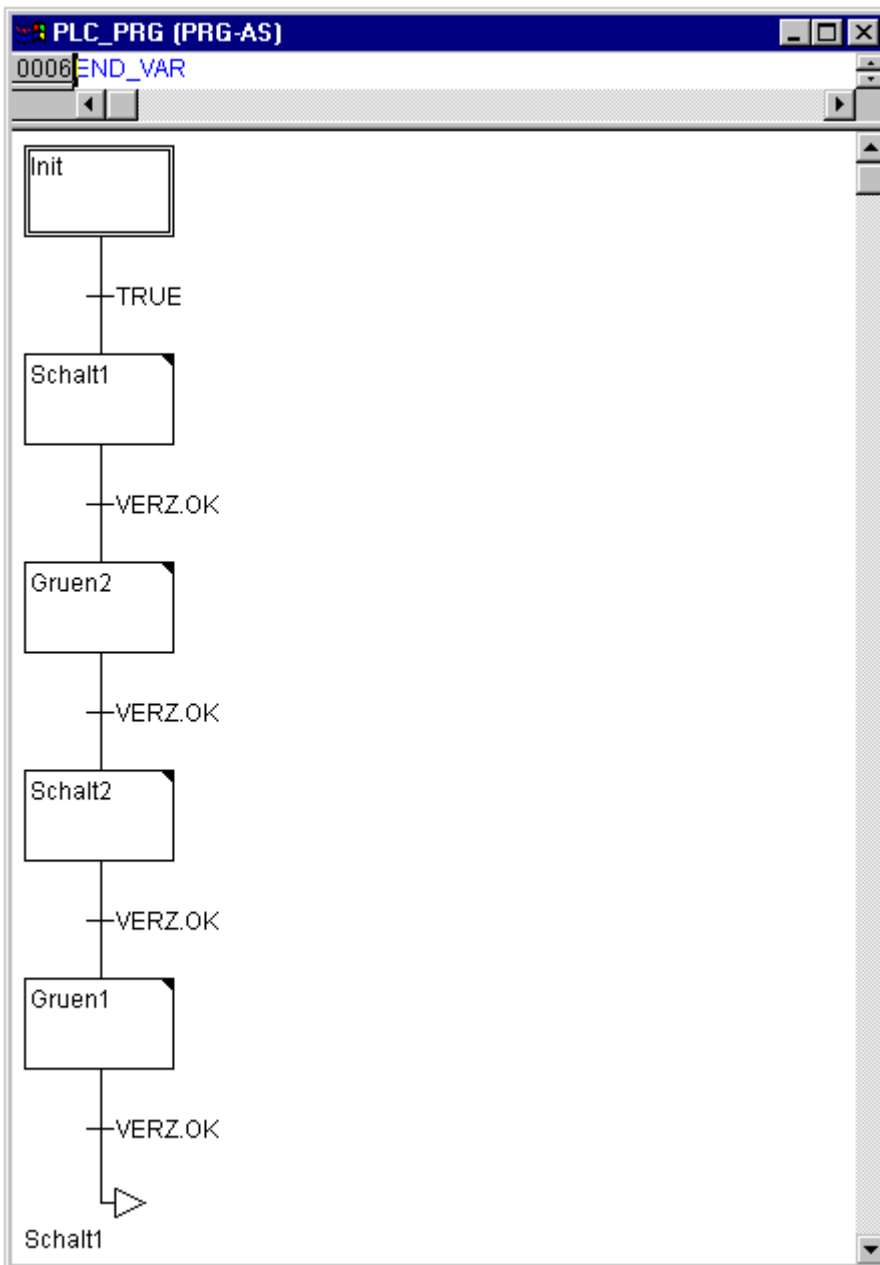 PLC_PRG (PRG-AS)
0006 END_VAR
Init
TRUE
Schalt1
VERZ.OK
Gruen2
VERZ.OK
Schalt2
VERZ.OK
Gruen1
VERZ.OK
Schalt1